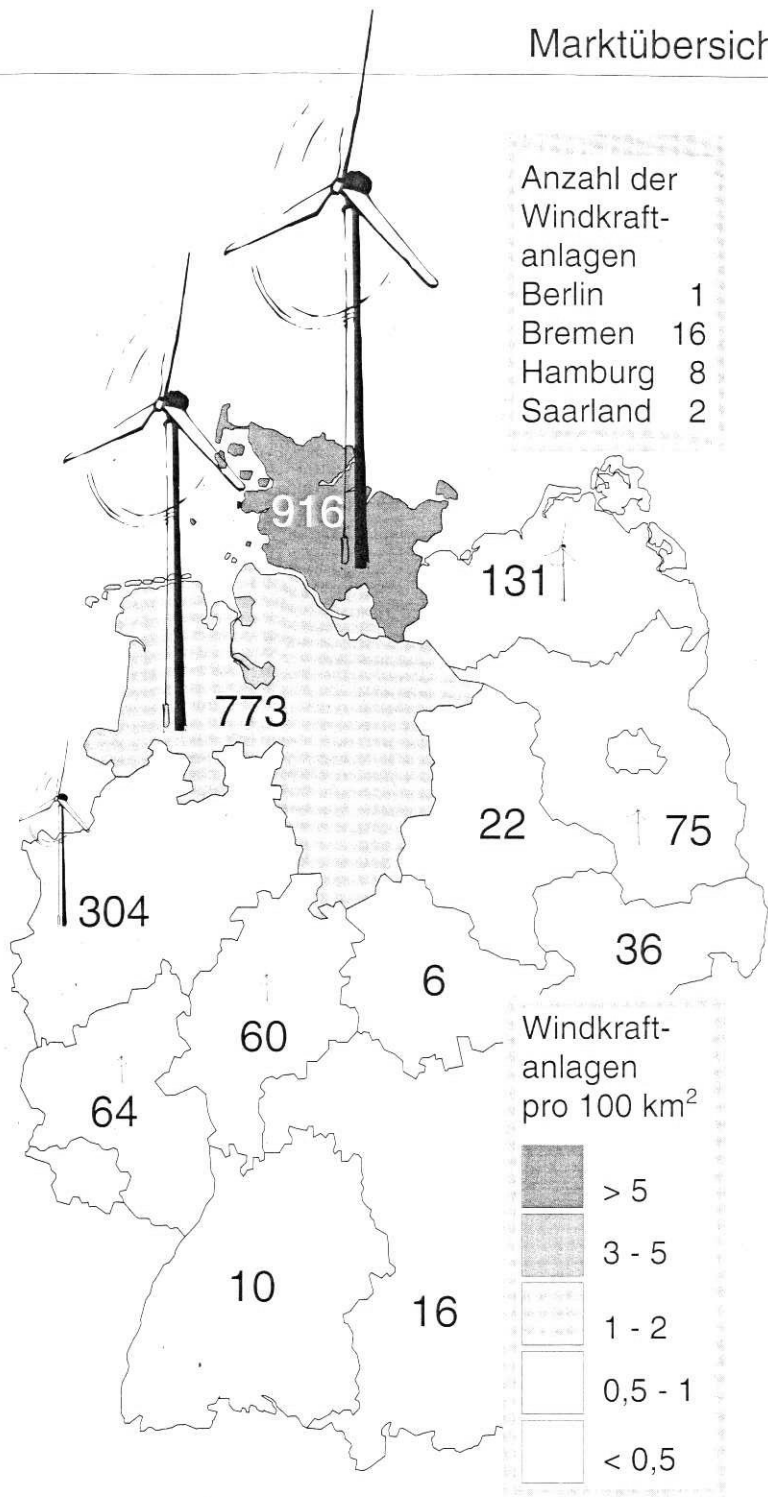 Marktübersich
Anzahl der
Windkraft-
anlagen
Berlin 1
Bremen 16
Hamburg 8
Saarland 2
916
131
773
22
75
304
36
6
60
64
10
16
Windkraft-
anlagen
pro 100 km²
> 5
3 - 5
1 - 2
0,5 - 1
< 0,5